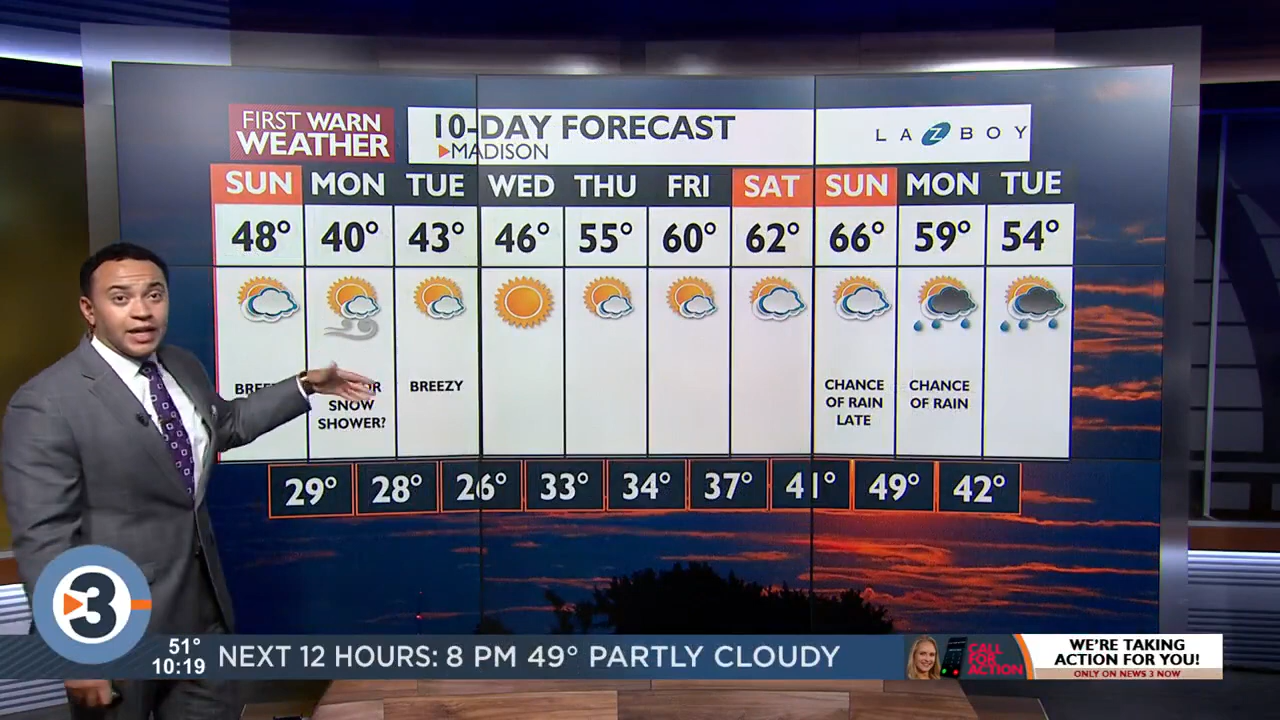 FIRST WARN
WEATHER
10-DAY FORECAST
MADISON
LA Z BOY
SUN MON TUE WED THU FRI SAT SUN MON TUE
48° 40° 43° 46° 55° 60° 62° 66° 59° 54°
BREEZY
SNOW
SHOWER?
CHANCE
OF RAIN
LATE
CHANCE
OF RAIN
29° 28° 26° 33° 34° 37° 41° 49° 42°
3
51°
10:19
NEXT 12 HOURS: 8 PM 49° PARTLY CLOUDY
CALL
FOR
ACTION
WE'RE TAKING
ACTION FOR YOU!
ONLY ON NEWS 3 NOW